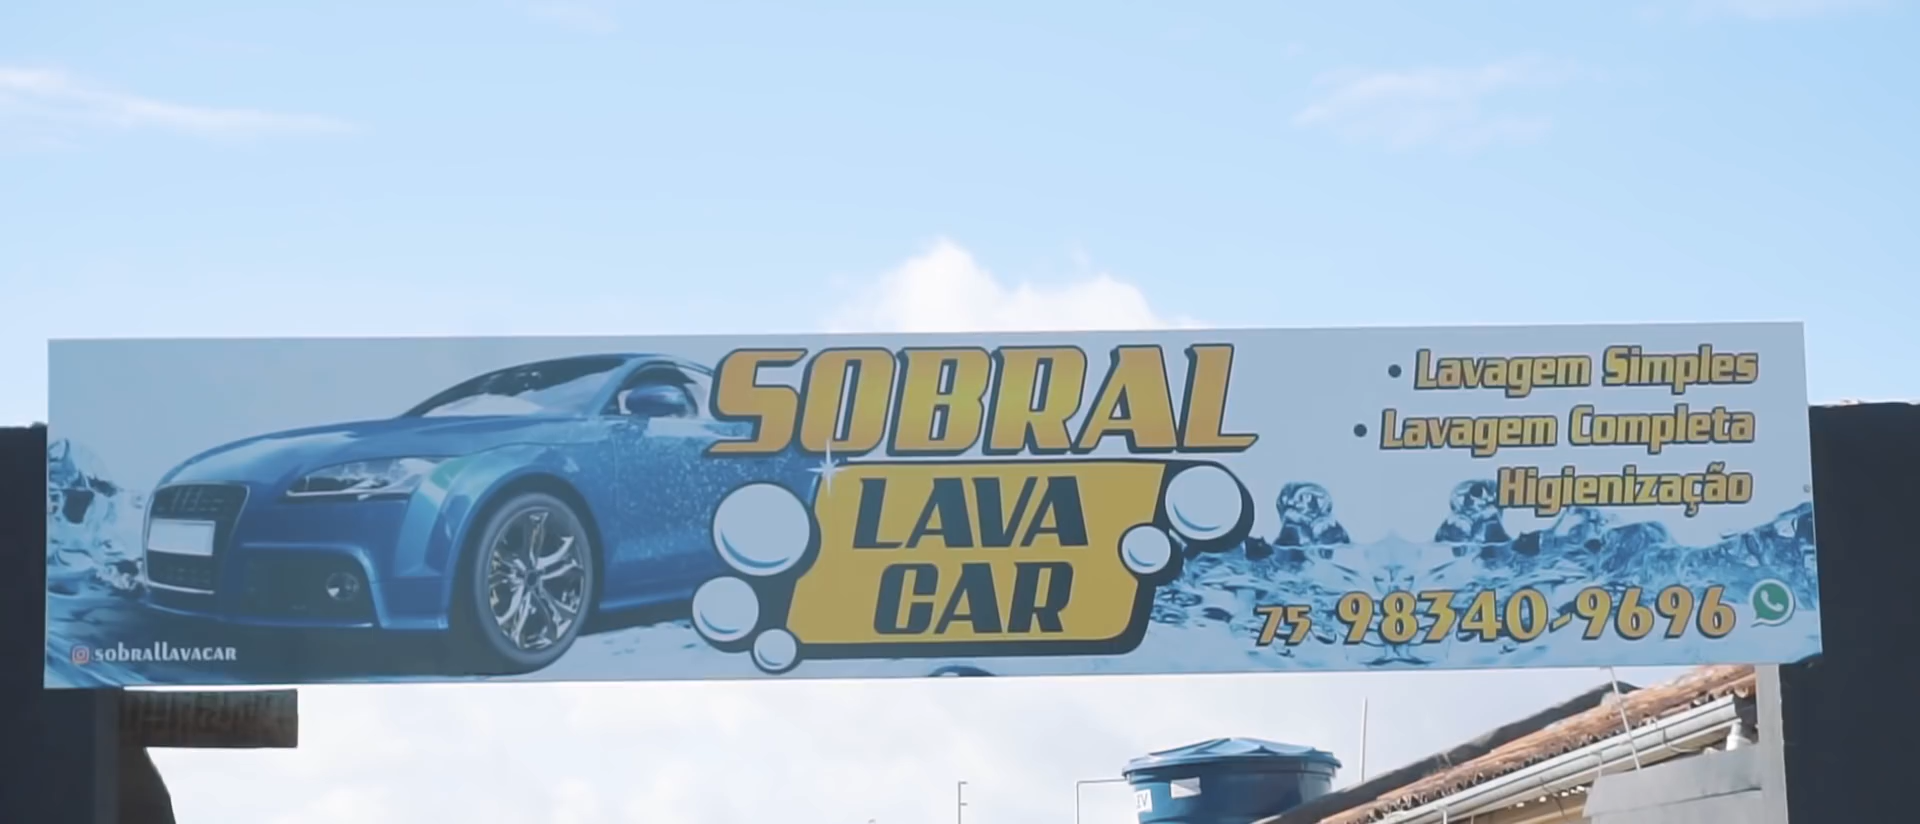 SOBRAL
LAVA
CAR
• Lavagem Simples
• Lavagem Completa
Higienização
75 98340-9696
sobrallavacar